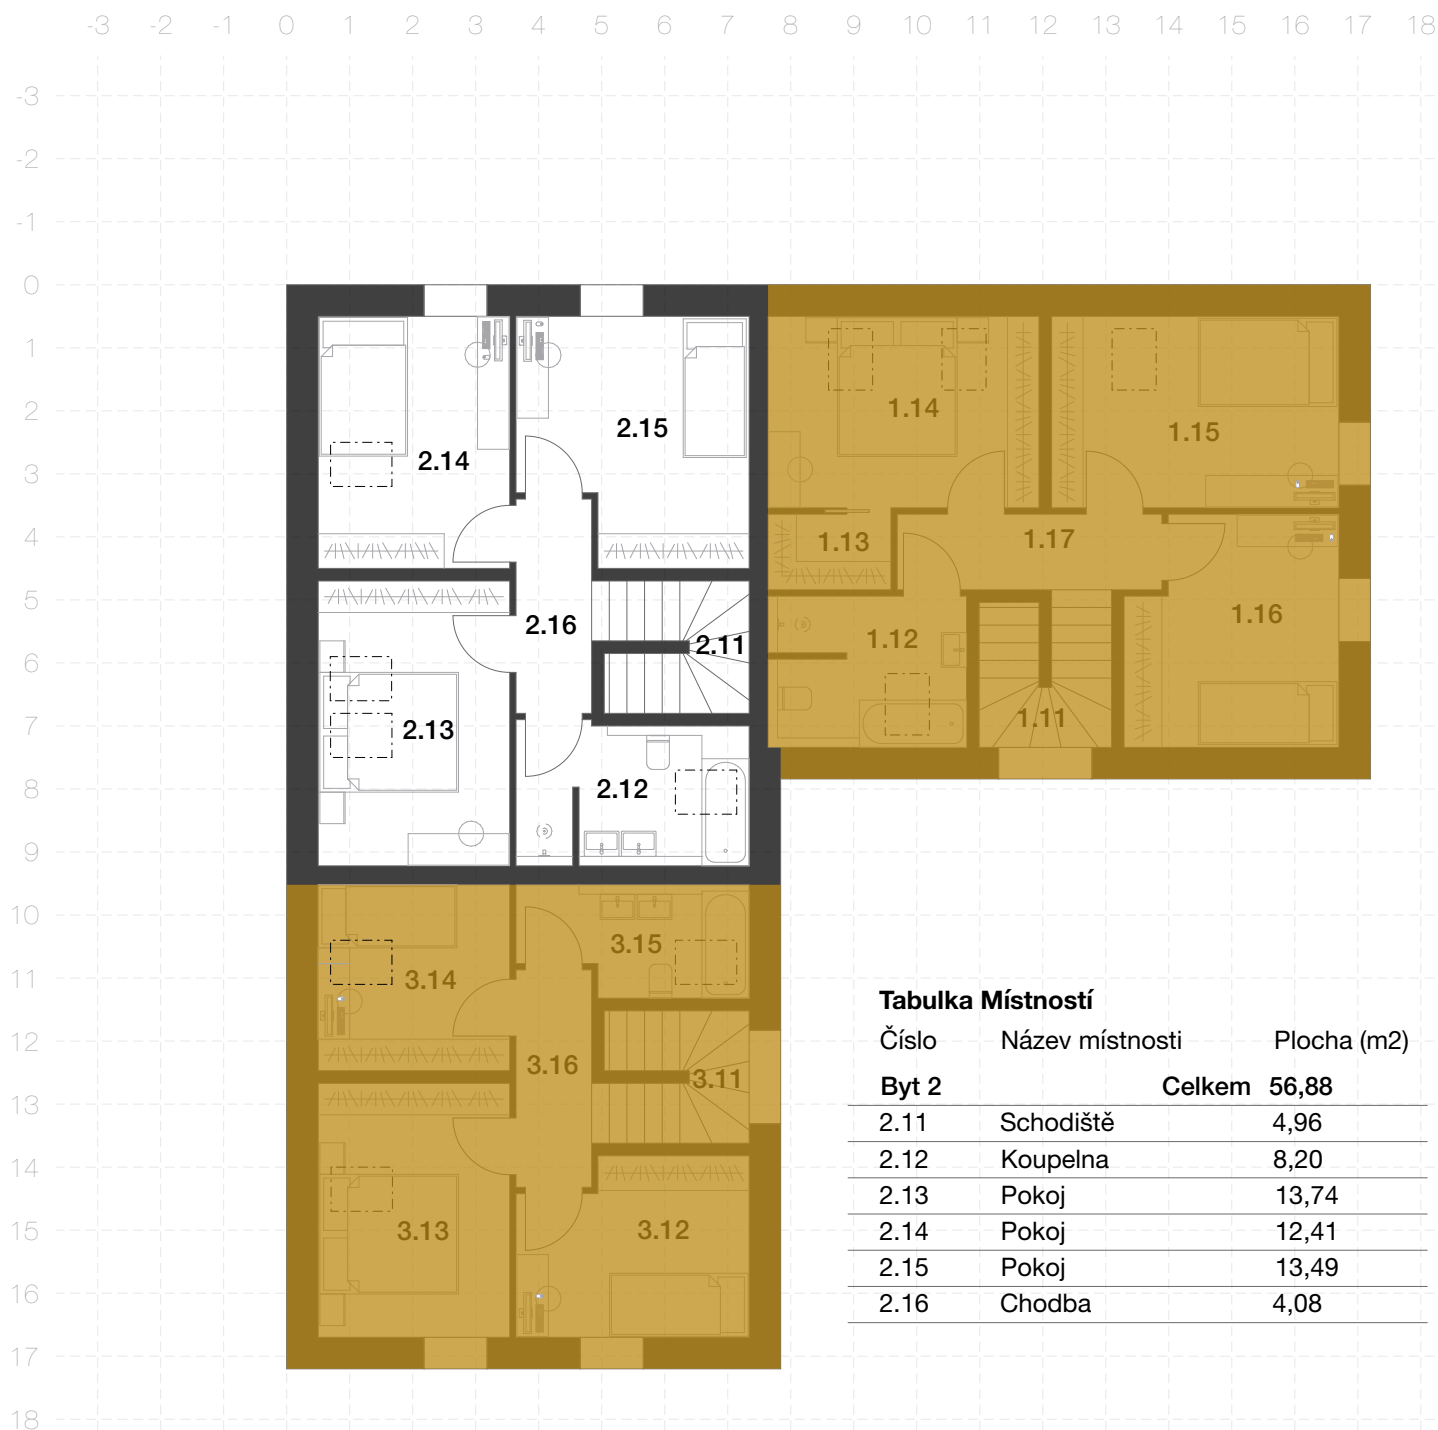 -3 -2 -1 0 1 2 3 4 5 6 7 8 9 10 11 12 13 14 15 16 17 18
-3
-2
-1
0
1
2
3
4
5
6
7
8
9
10
11
12
13
14
15
16
17
18
1.14
2.15 1.15
2.14
1.13 1.17
2.16 2.11 1.12 1.16
2.13 1.11
2.12
3.14 3.15
3.16 3.11
3.13 3.12
Tabulka Místností
Číslo Název místnosti Plocha (m2)
Byt 2 Celkem 56,88
2.11 Schodiště 4,96
2.12 Koupelna 8,20
2.13 Pokoj 13,74
2.14 Pokoj 12,41
2.15 Pokoj 13,49
2.16 Chodba 4,08